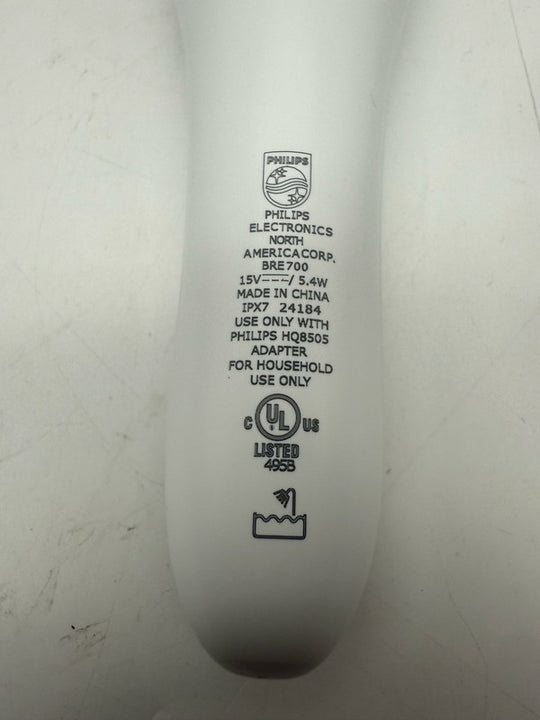 PHILIPS
PHILIPS
ELECTRONICS
NORTH
AMERICA CORP.
BRE700
15V⎓/ 5.4W
MADE IN CHINA
IPX7 24184
USE ONLY WITH
PHILIPS HQ8505
ADAPTER
FOR HOUSEHOLD
USE ONLY
C UL US
LISTED
495B